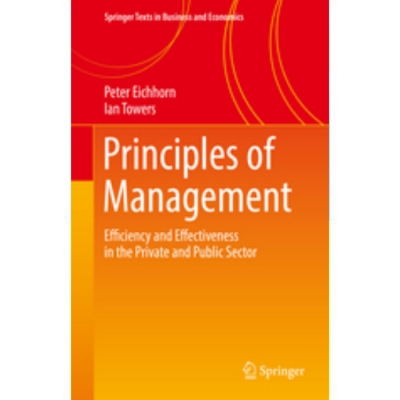 Springer Texts in Business and Economics
Peter Eichhorn
Ian Towers
Principles of
Management
Efficiency and Effectiveness
in the Private and Public Sector
Springer